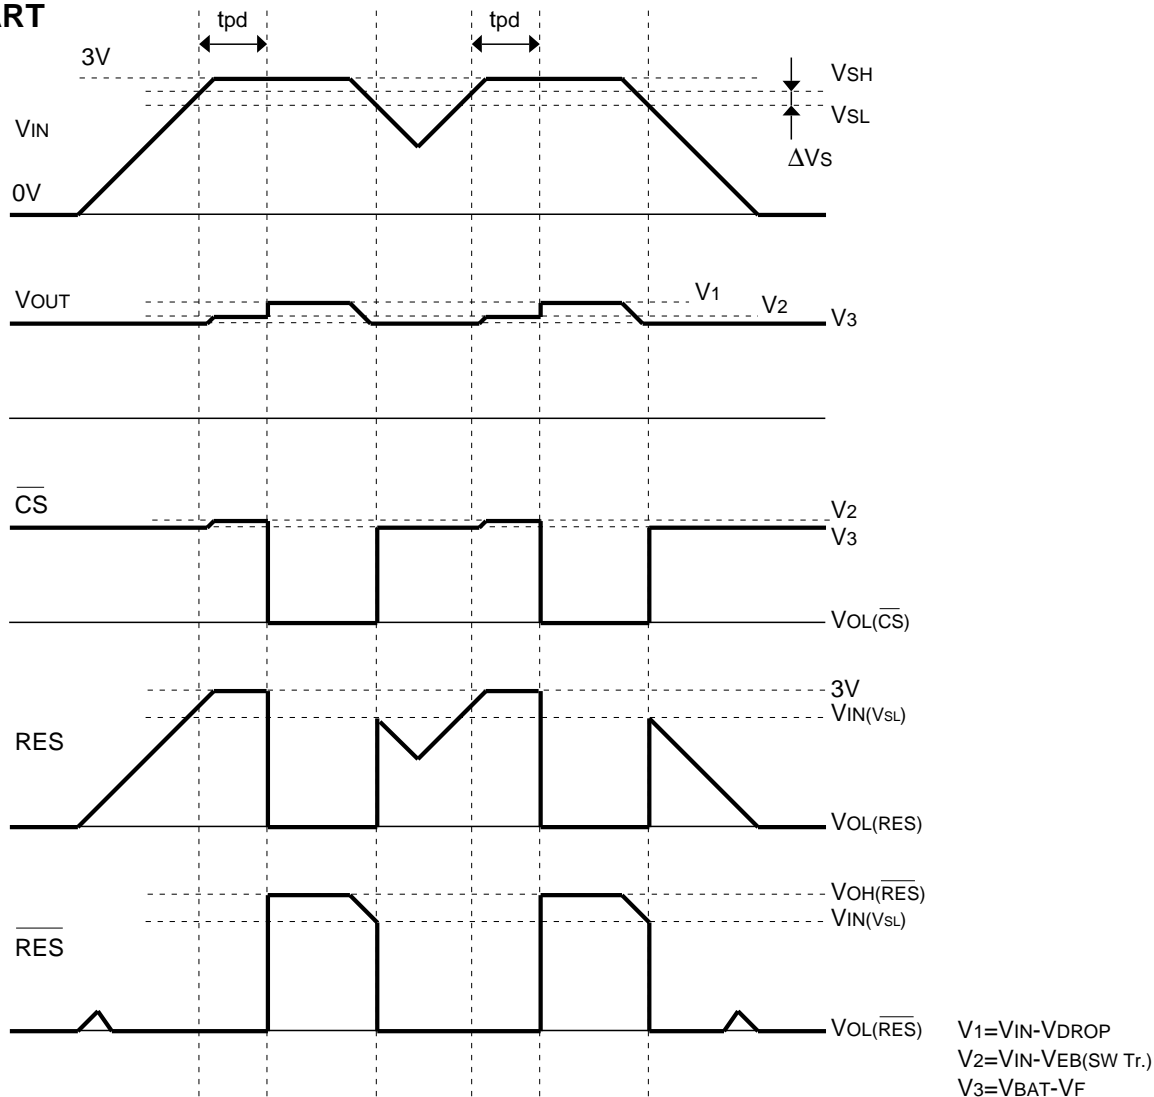 ART
tpd
tpd
3V
VSH
VIN
VSL
ΔVS
0V
VOUT
V1
V2
V3
CS
V2
V3
VOL(CS)
3V
VIN(VSL)
RES
VOL(RES)
VOH(RES)
VIN(VSL)
RES
VOL(RES)
V1=VIN-VDROP
V2=VIN-VEB(SW Tr.)
V3=VBAT-VF